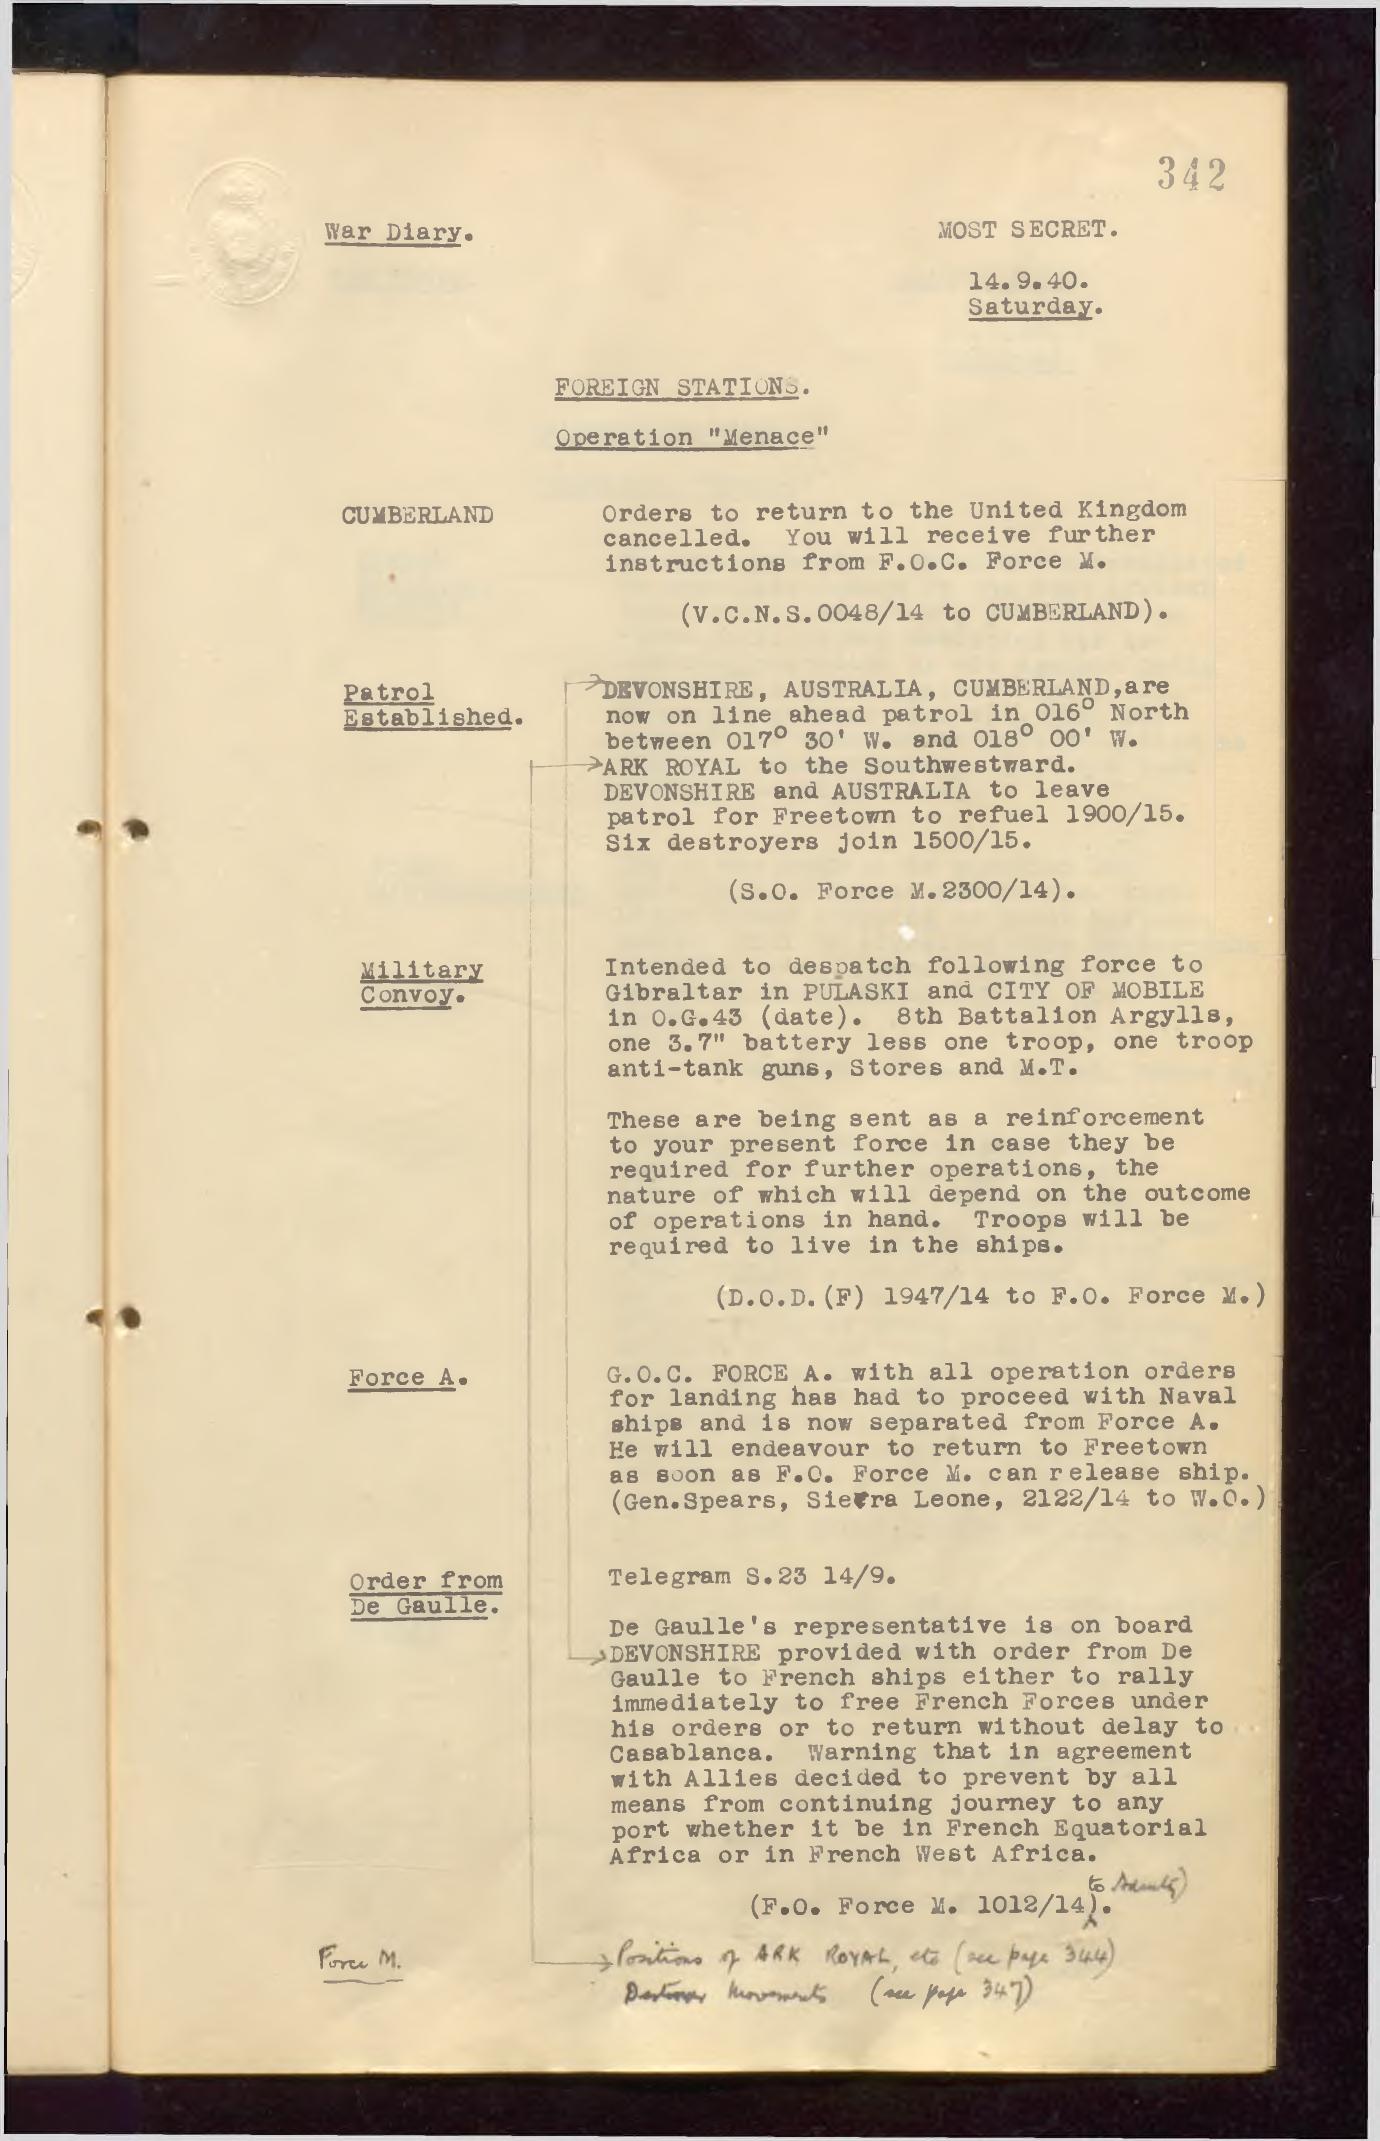 342
War Diary.
MOST SECRET.
14.9.40.
Saturday.
FOREIGN STATIONS.
Operation "Menace"
CUMBERLAND
Orders to return to the United Kingdom
cancelled. You will receive further
instructions from F.O.C. Force M.
(V.C.N.S.0048/14 to CUMBERLAND).
Patrol
Established.
DEVONSHIRE, AUSTRALIA, CUMBERLAND,are
now on line ahead patrol in 016° North
between 017° 30' W. and 018° 00' W.
ARK ROYAL to the Southwestward.
DEVONSHIRE and AUSTRALIA to leave
patrol for Freetown to refuel 1900/15.
Six destroyers join 1500/15.
(S.O. Force M.2300/14).
Military
Convoy.
Intended to despatch following force to
Gibraltar in PULASKI and CITY OF MOBILE
in O.G.43 (date). 8th Battalion Argylls,
one 3.7" battery less one troop, one troop
anti-tank guns, Stores and M.T.
These are being sent as a reinforcement
to your present force in case they be
required for further operations, the
nature of which will depend on the outcome
of operations in hand. Troops will be
required to live in the ships.
(D.O.D.(F) 1947/14 to F.O. Force M.)
Force A.
G.O.C. FORCE A. with all operation orders
for landing has had to proceed with Naval
ships and is now separated from Force A.
He will endeavour to return to Freetown
as soon as F.O. Force M. can release ship.
(Gen.Spears, Sierra Leone, 2122/14 to W.O.)
Order from
De Gaulle.
Telegram S.23 14/9.
De Gaulle's representative is on board
DEVONSHIRE provided with order from De
Gaulle to French ships either to rally
immediately to free French Forces under
his orders or to return without delay to
Casablanca. Warning that in agreement
with Allies decided to prevent by all
means from continuing journey to any
port whether it be in French Equatorial
Africa or in French West Africa.
to Admty)
(F.O. Force M. 1012/14).
Force M.
Positions of ARK ROYAL, etc (see page 344)
Destroyer Movements (see page 347)